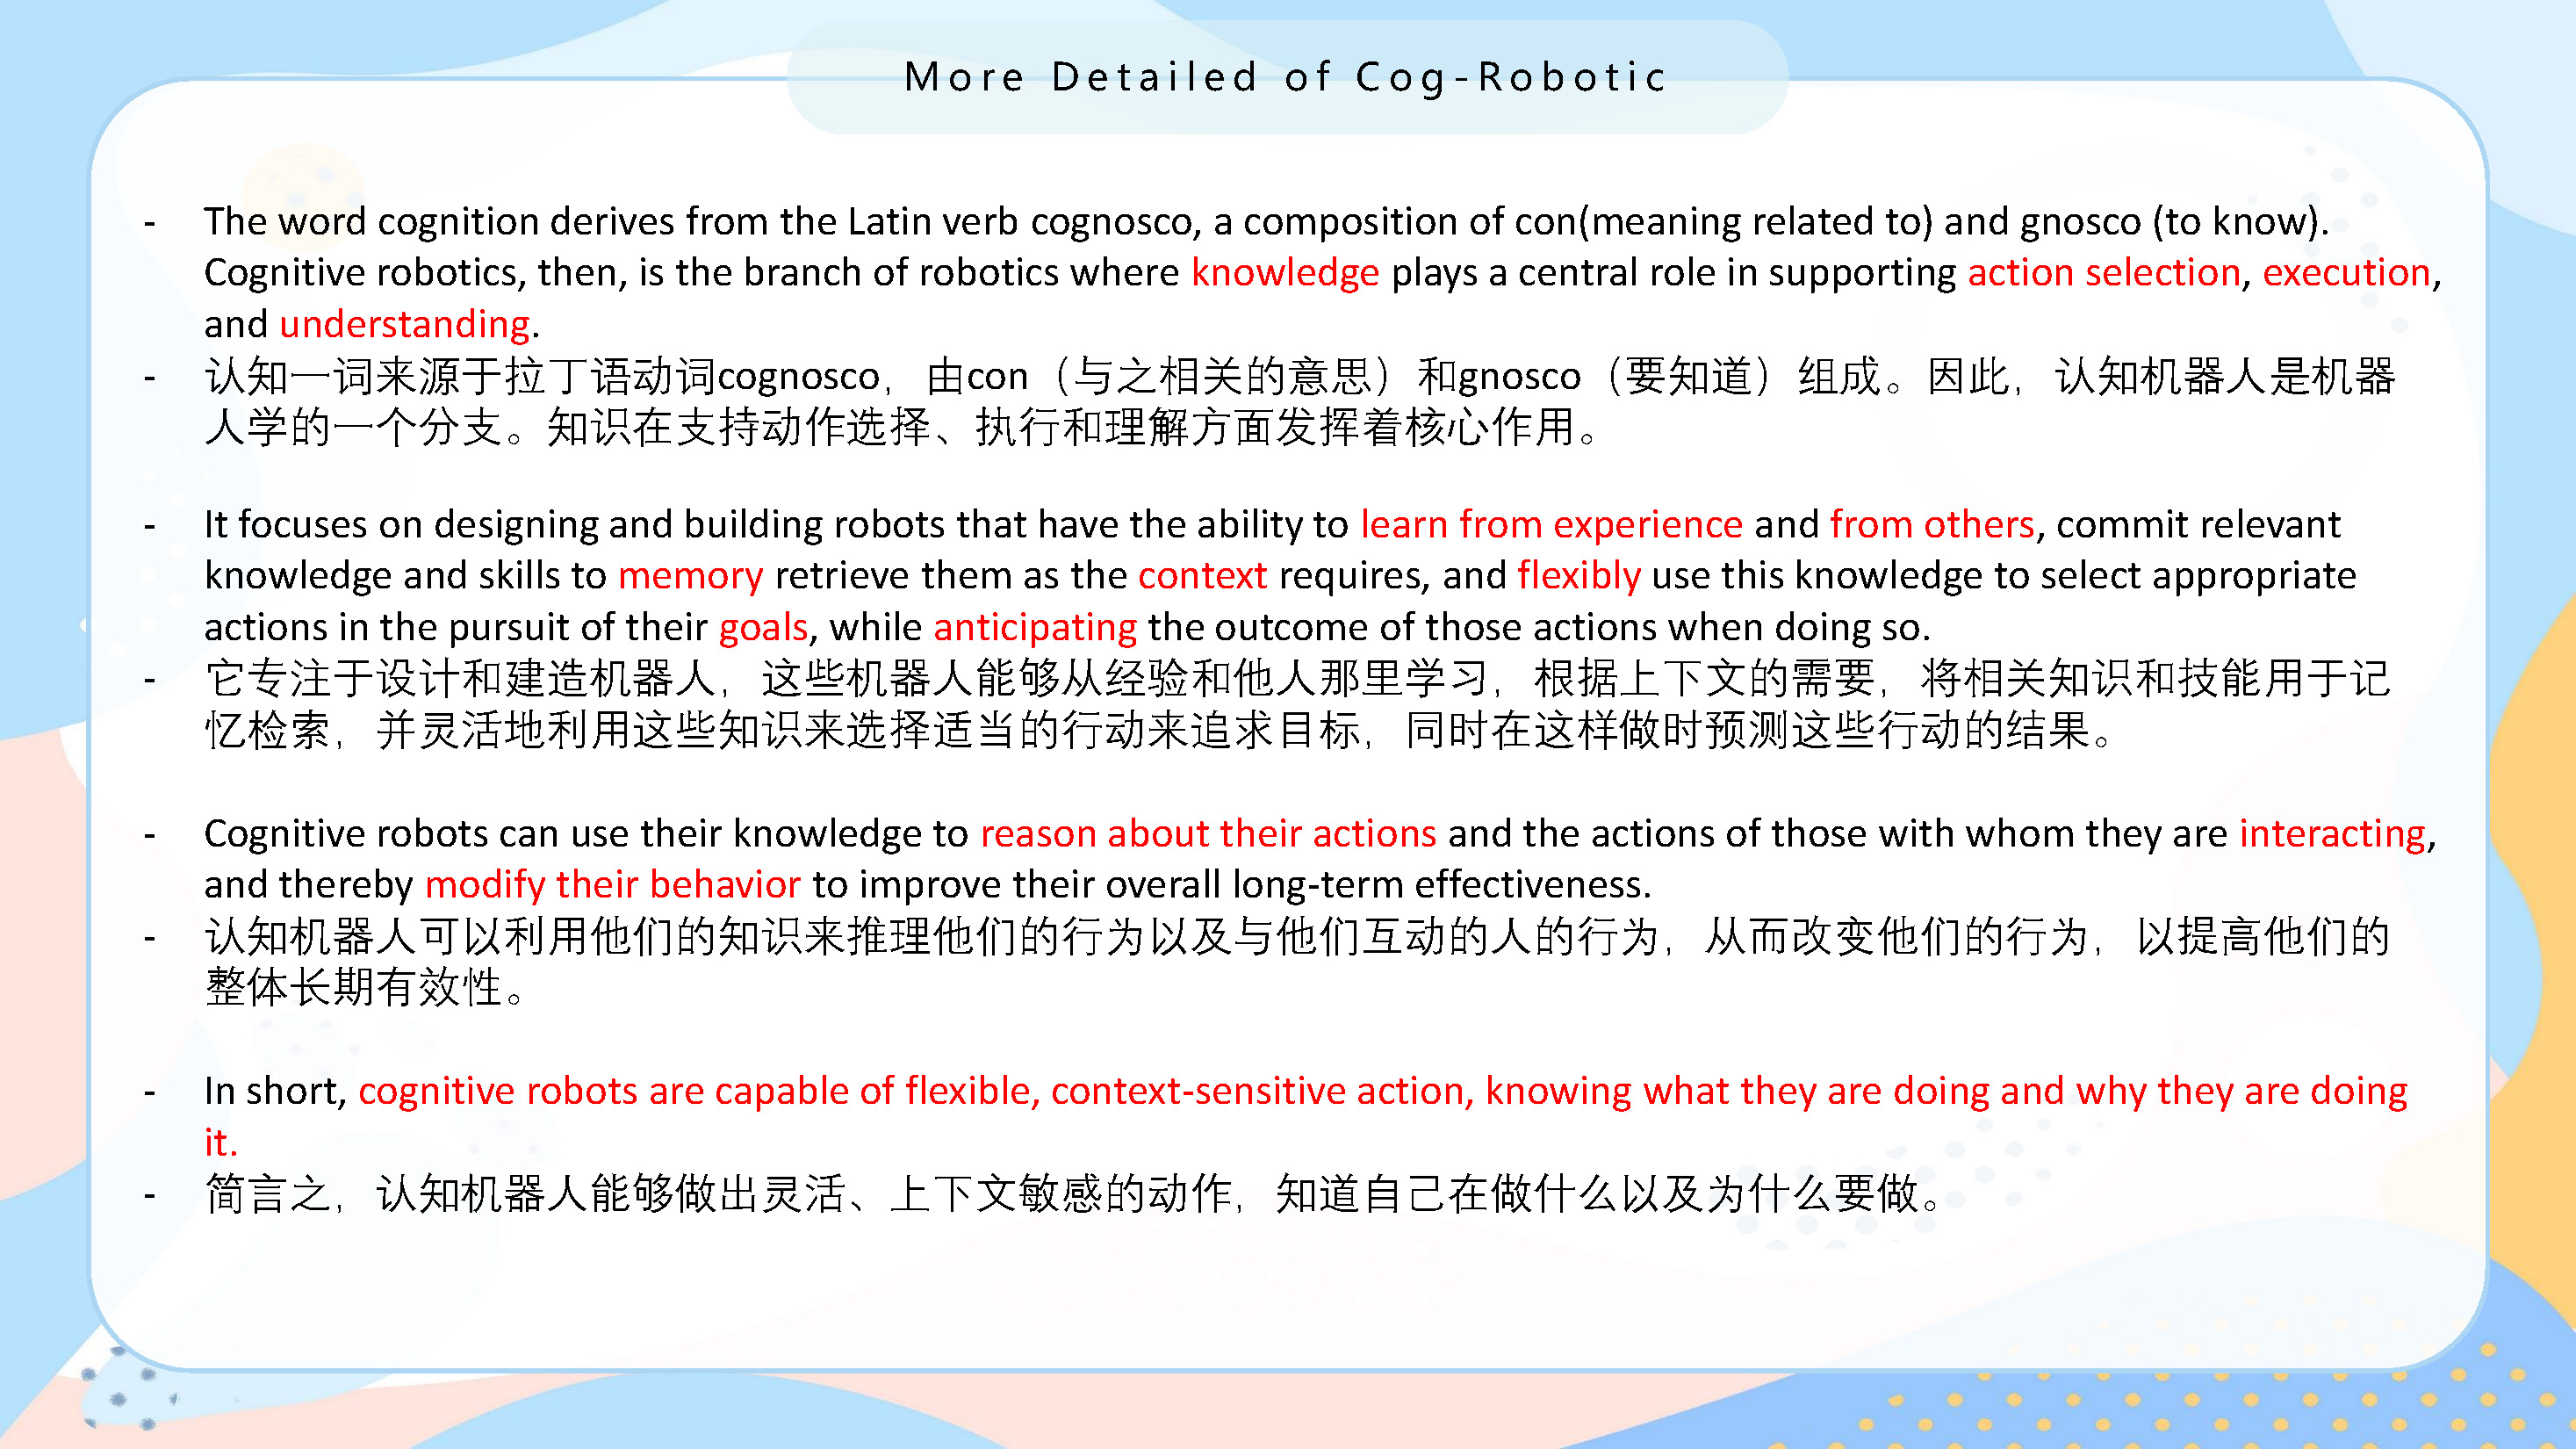 More Detailed of Cog-Robotic
- The word cognition derives from the Latin verb cognosco, a composition of con(meaning related to) and gnosco (to know).
Cognitive robotics, then, is the branch of robotics where knowledge plays a central role in supporting action selection, execution,
and understanding.
- 认知一词来源于拉丁语动词cognosco，由con（与之相关的意思）和gnosco（要知道）组成。因此，认知机器人是机器
人学的一个分支。知识在支持动作选择、执行和理解方面发挥着核心作用。
- It focuses on designing and building robots that have the ability to learn from experience and from others, commit relevant
knowledge and skills to memory retrieve them as the context requires, and flexibly use this knowledge to select appropriate
actions in the pursuit of their goals, while anticipating the outcome of those actions when doing so.
- 它专注于设计和建造机器人，这些机器人能够从经验和他人那里学习，根据上下文的需要，将相关知识和技能用于记
忆检索，并灵活地利用这些知识来选择适当的行动来追求目标，同时在这样做时预测这些行动的结果。
- Cognitive robots can use their knowledge to reason about their actions and the actions of those with whom they are interacting,
and thereby modify their behavior to improve their overall long-term effectiveness.
- 认知机器人可以利用他们的知识来推理他们的行为以及与他们互动的人的行为，从而改变他们的行为，以提高他们的
整体长期有效性。
- In short, cognitive robots are capable of flexible, context-sensitive action, knowing what they are doing and why they are doing
it.
- 简言之，认知机器人能够做出灵活、上下文敏感的动作，知道自己在做什么以及为什么要做。